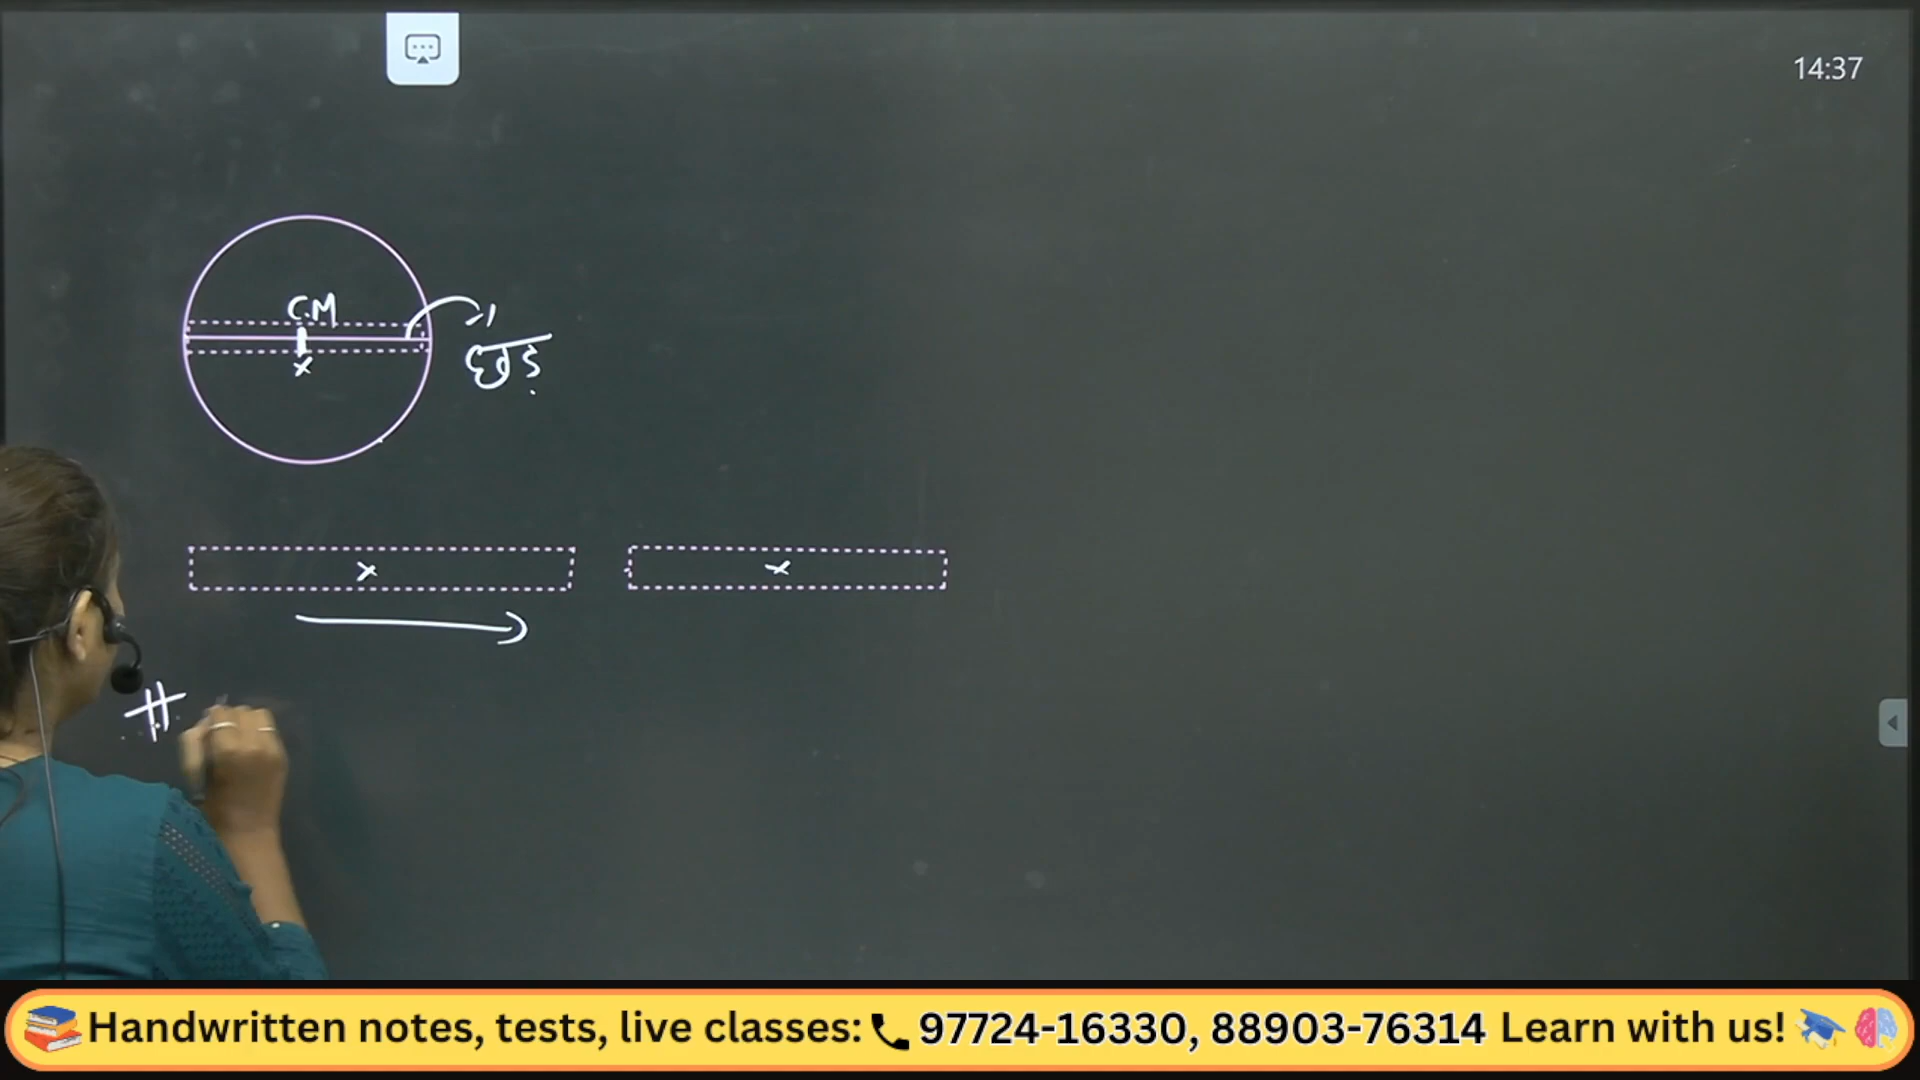 14:37
C.M
x
छड़
x
x
#
Handwritten notes, tests, live classes: 97724-16330, 88903-76314 Learn with us!